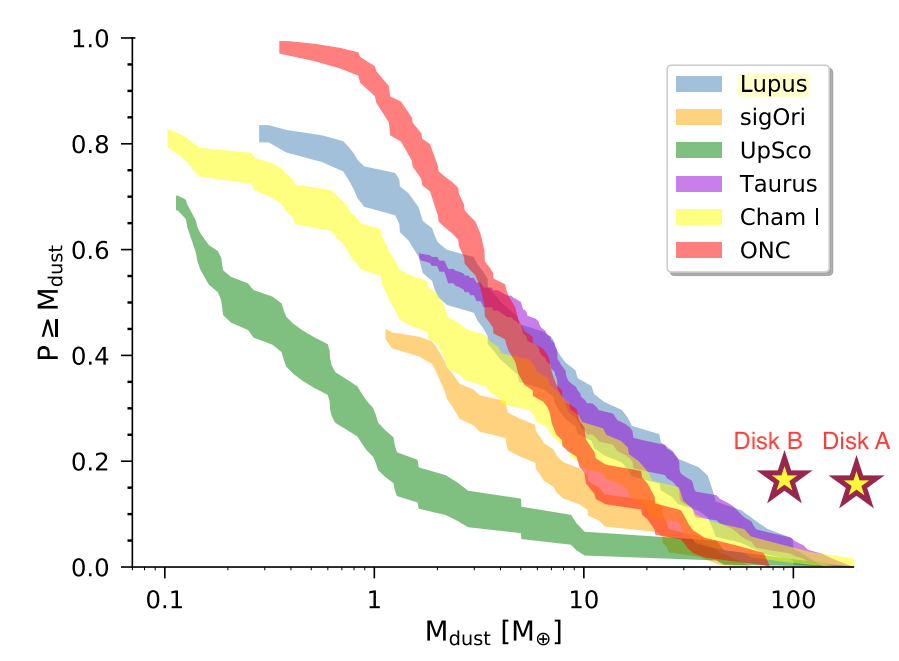 1.0
0.8
0.6
0.4
0.2
0.0
P ≥ M_dust
0.1
1
10
100
M_dust [M_⊕]
Lupus
sigOri
UpSco
Taurus
Cham I
ONC
Disk B
Disk A